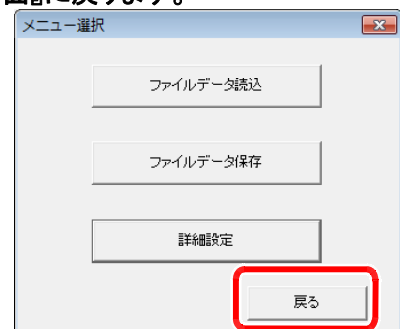 面』に戻ります。
メニュー選択
ファイルデータ読込
ファイルデータ保存
詳細設定
戻る